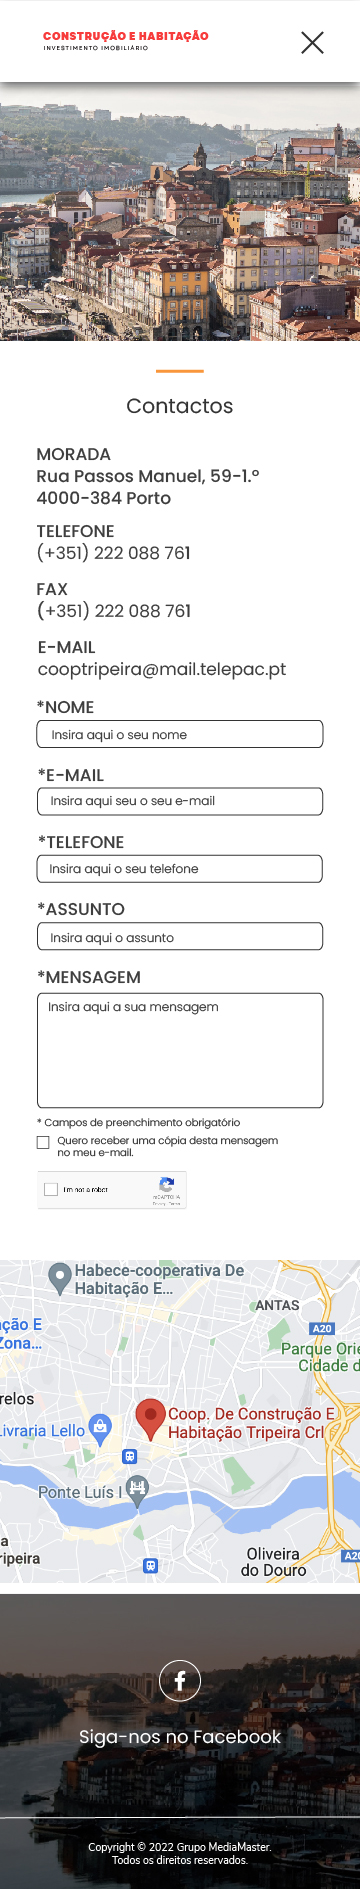 CONSTRUÇÃO E HABITAÇÃO
INVESTIMENTO IMOBILIÁRIO
Contactos
MORADA
Rua Passos Manuel, 59-1.º
4000-384 Porto
TELEFONE
(+351) 222 088 761
FAX
(+351) 222 088 761
E-MAIL
cooptripeira@mail.telepac.pt
*NOME
Insira aqui o seu nome
*E-MAIL
Insira aqui seu o seu e-mail
*TELEFONE
Insira aqui o seu telefone
*ASSUNTO
Insira aqui o assunto
*MENSAGEM
Insira aqui a sua mensagem
* Campos de preenchimento obrigatório
Quero receber uma cópia desta mensagem
no meu e-mail.
I'm not a robot
reCAPTCHA
Privacy - Terms
Habece-cooperativa De
Habitação E...
ANTAS
ção E
Zona...
A20
Parque Orie
Cidade d
relos
Coop. De Construção E
Habitação Tripeira Crl
Livraria Lello
Ponte Luís I
a
ripeira
Oliveira
do Douro
A20
Siga-nos no Facebook
Copyright © 2022 Grupo MediaMaster.
Todos os direitos reservados.